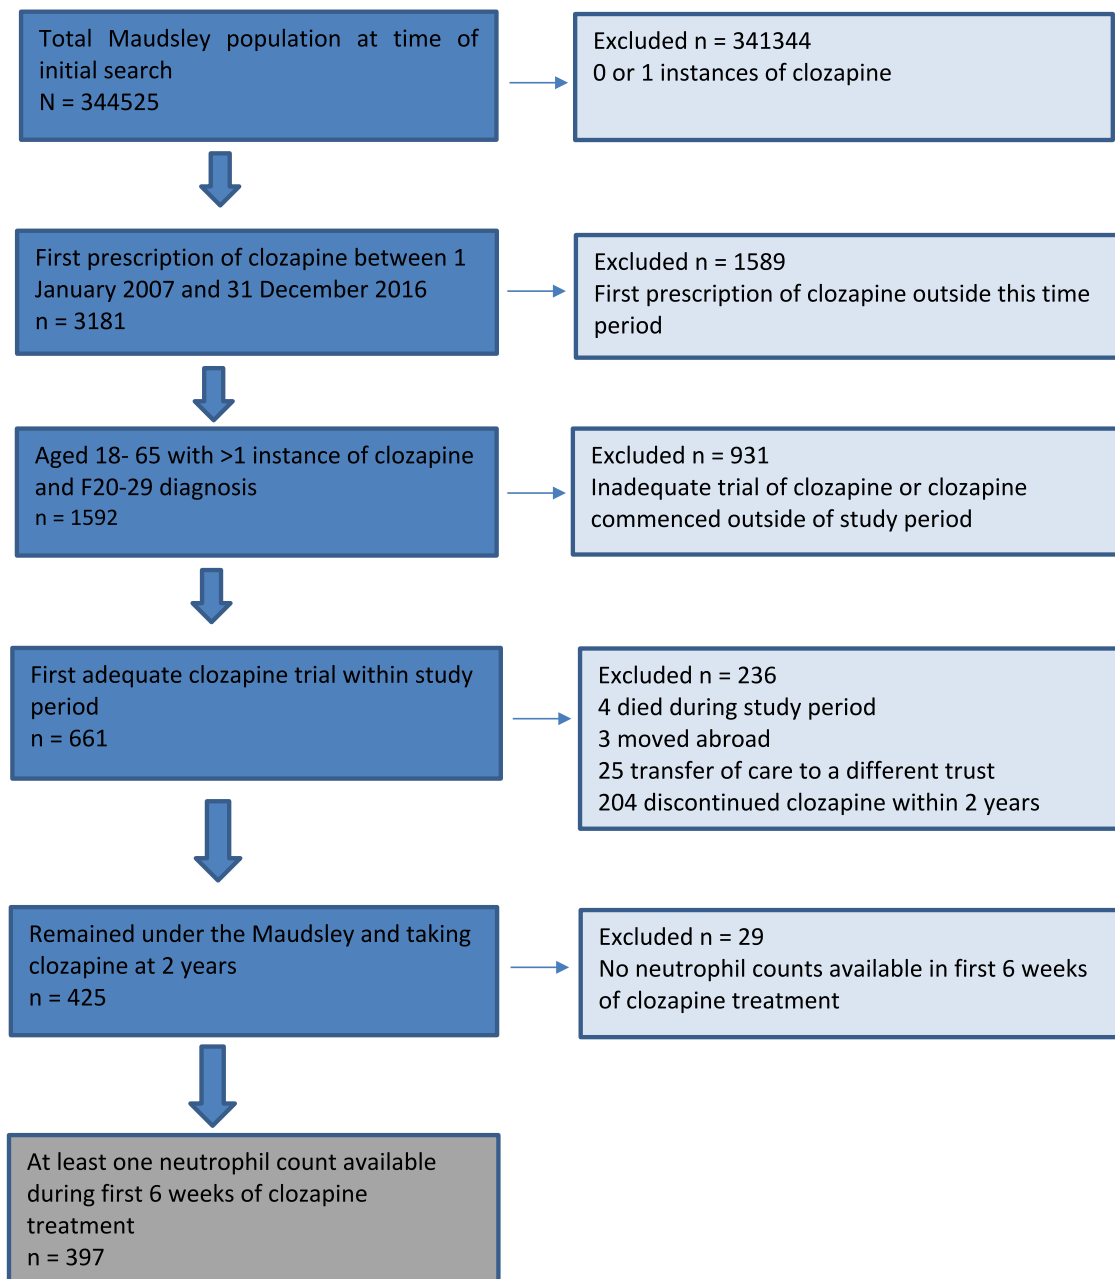 Total Maudsley population at time of
initial search
N = 344525
Excluded n = 341344
0 or 1 instances of clozapine
First prescription of clozapine between 1
January 2007 and 31 December 2016
n = 3181
Excluded n = 1589
First prescription of clozapine outside this time
period
Aged 18- 65 with >1 instance of clozapine
and F20-29 diagnosis
n = 1592
Excluded n = 931
Inadequate trial of clozapine or clozapine
commenced outside of study period
First adequate clozapine trial within study
period
n = 661
Excluded n = 236
4 died during study period
3 moved abroad
25 transfer of care to a different trust
204 discontinued clozapine within 2 years
Remained under the Maudsley and taking
clozapine at 2 years
n = 425
Excluded n = 29
No neutrophil counts available in first 6 weeks
of clozapine treatment
At least one neutrophil count available
during first 6 weeks of clozapine
treatment
n = 397